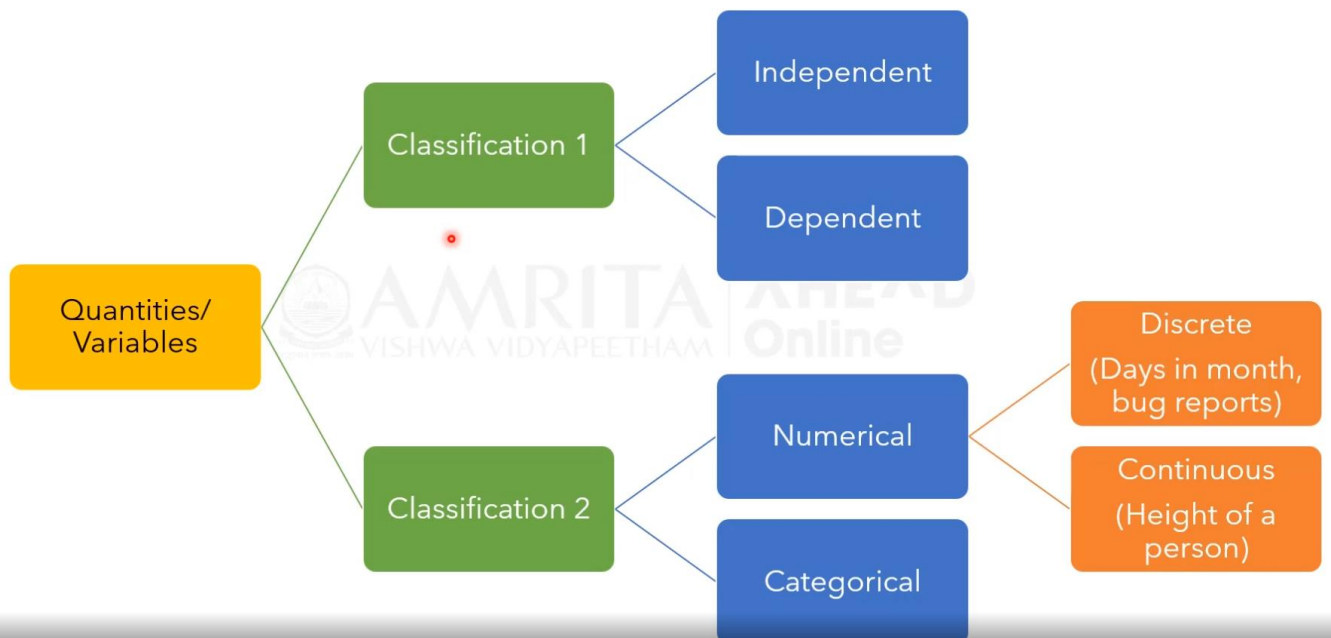 Independent
Classification 1
Dependent
Quantities/
Variables
AMRITA
VISHWA VIDYAPEETHAM
AHEAD
Online
Discrete
(Days in month,
bug reports)
Numerical
Continuous
(Height of a
person)
Classification 2
Categorical